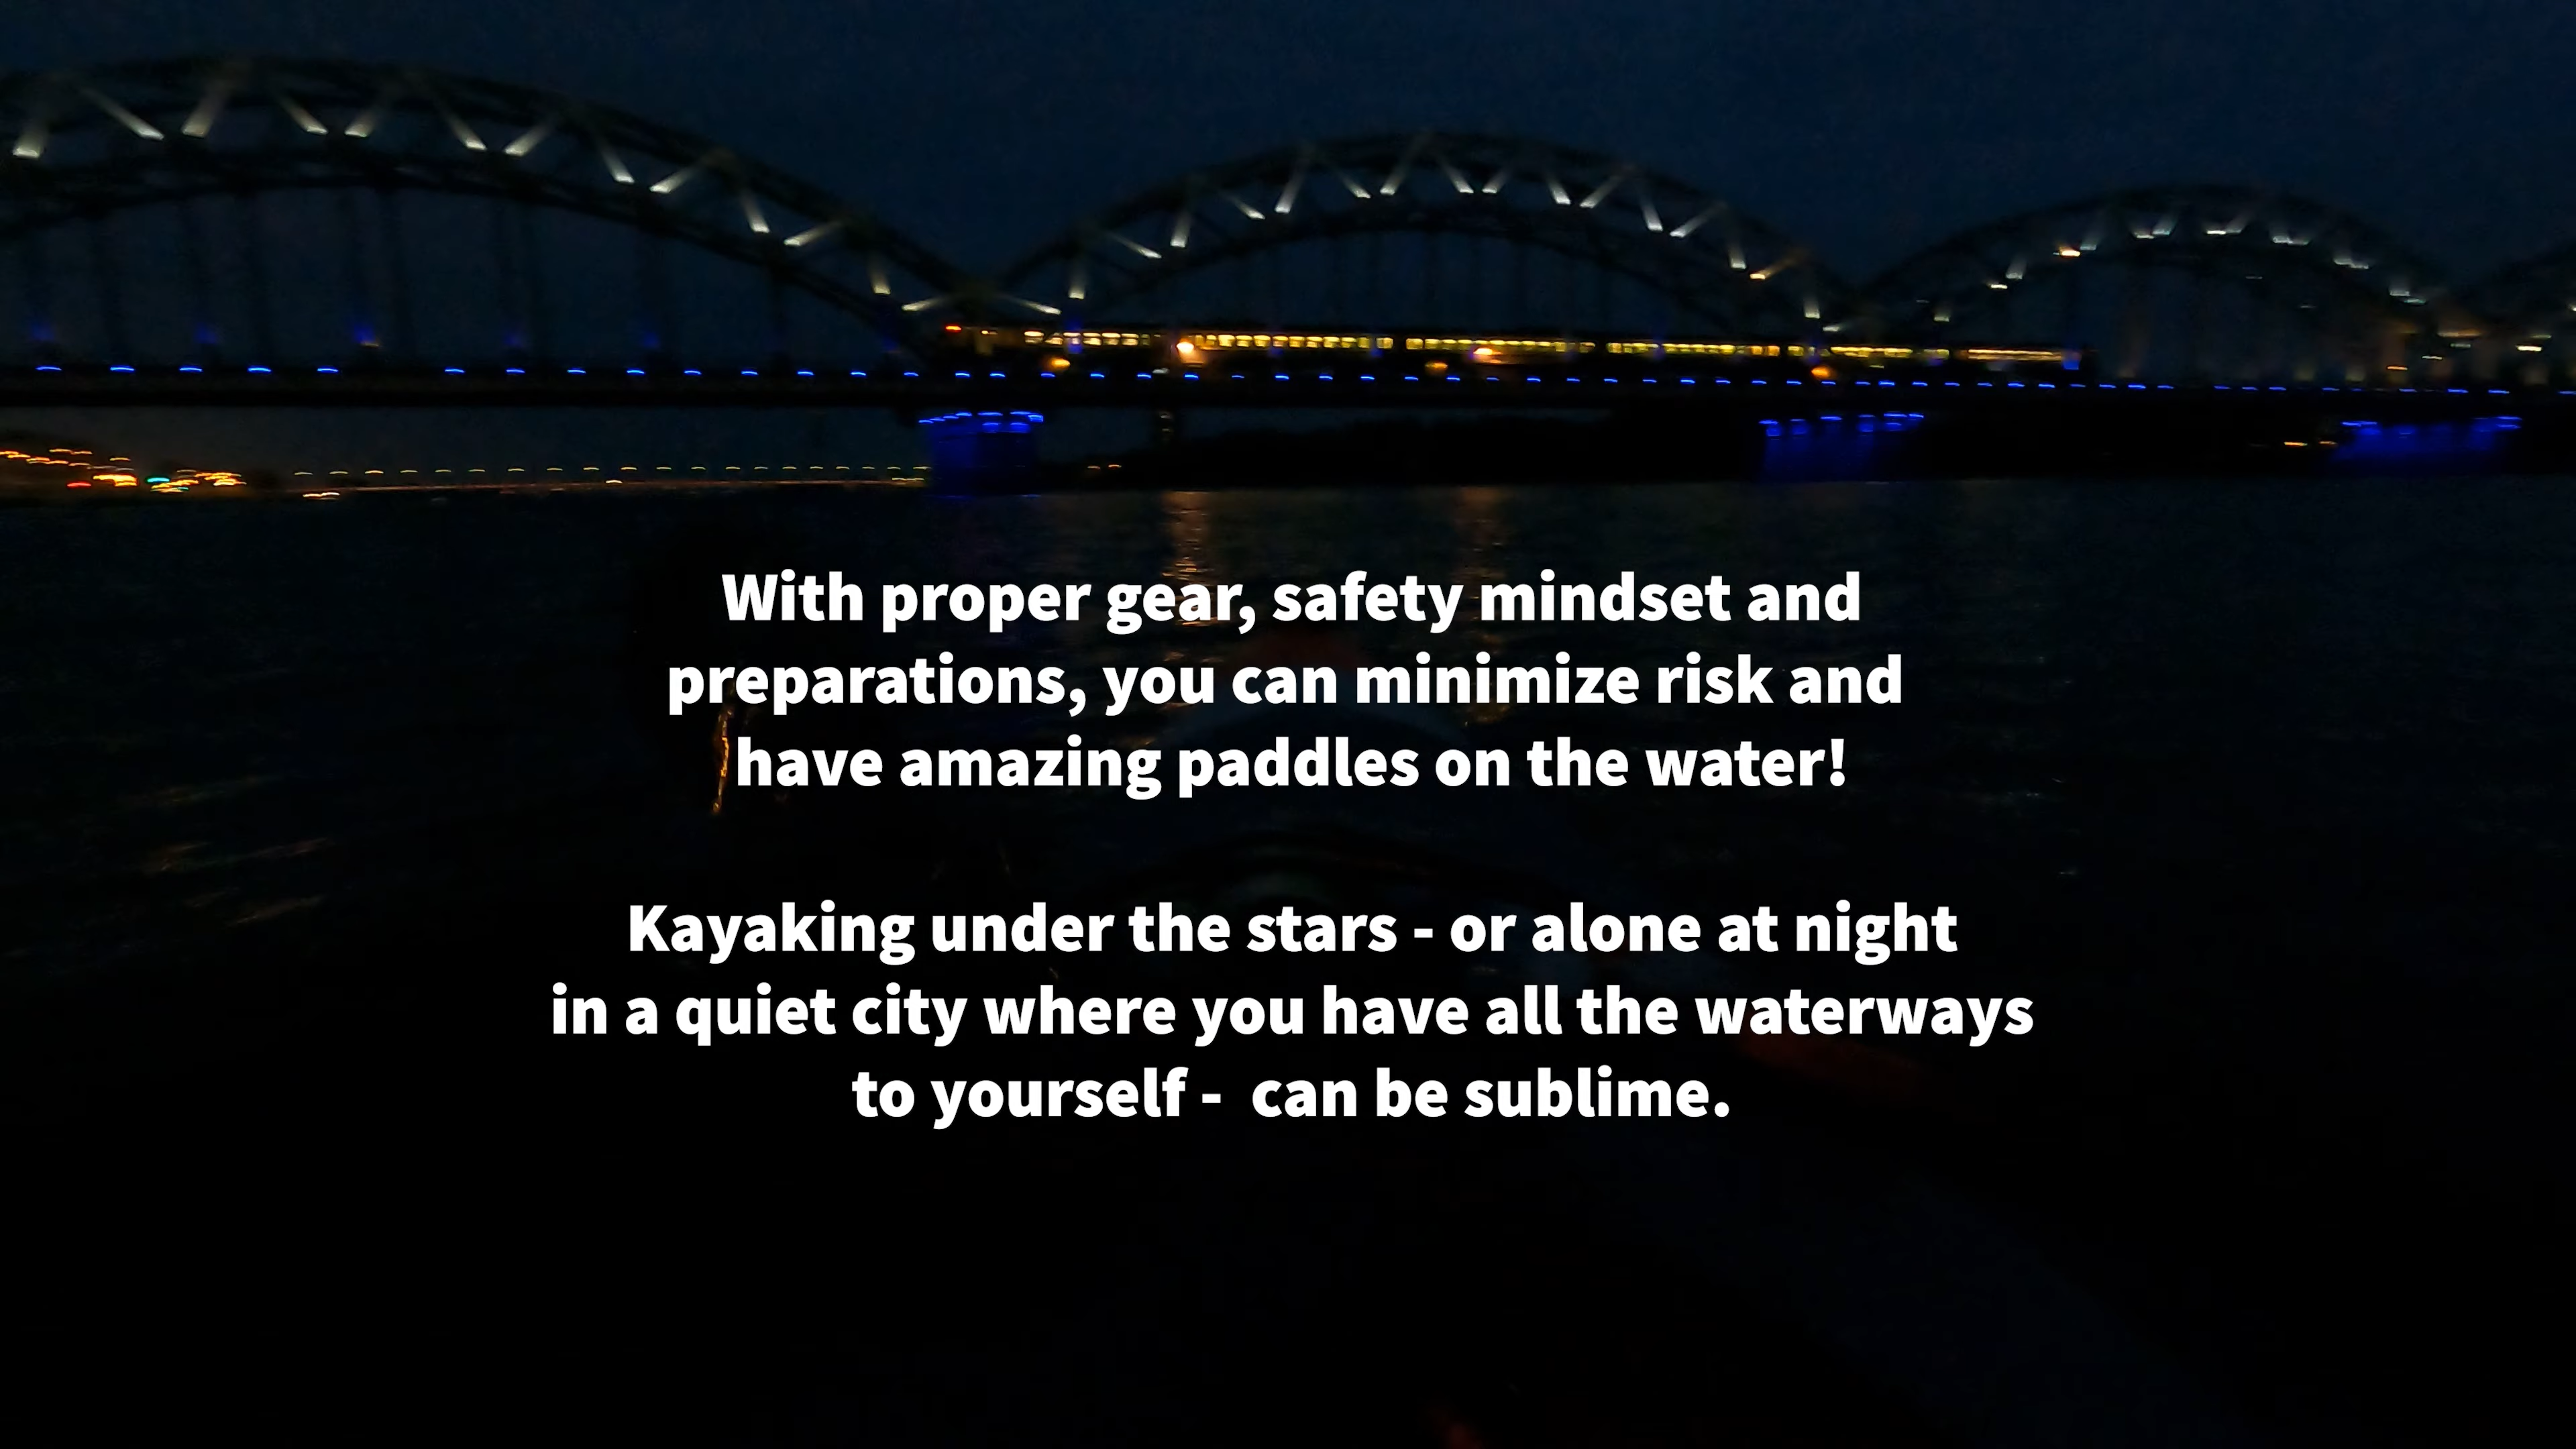 With proper gear, safety mindset and
preparations, you can minimize risk and
have amazing paddles on the water!
Kayaking under the stars - or alone at night
in a quiet city where you have all the waterways
to yourself -  can be sublime.